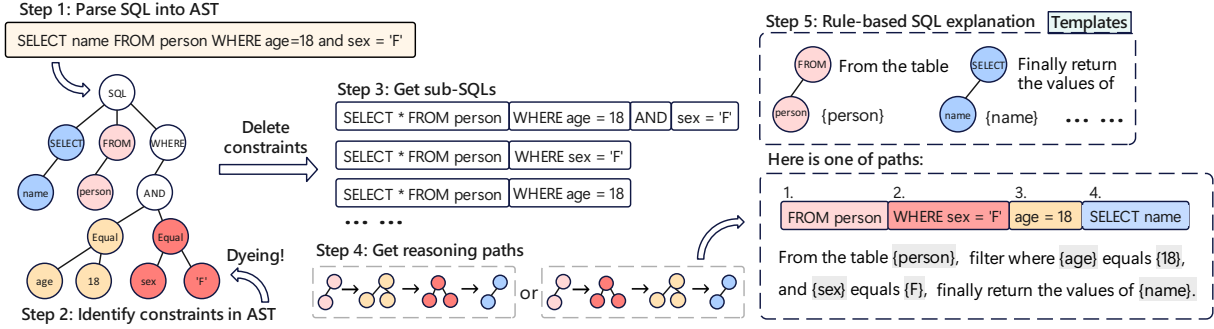 Step 1: Parse SQL into AST
SELECT name FROM person WHERE age=18 and sex = 'F'
SQL
SELECT
FROM
WHERE
name
person
AND
Equal
Equal
age
18
sex
'F'
Dyeing!
Step 2: Identify constraints in AST
Delete
constraints
Step 3: Get sub-SQLs
SELECT * FROM person WHERE age = 18 AND sex = 'F'
SELECT * FROM person WHERE sex = 'F'
SELECT * FROM person WHERE age = 18
... ...
Step 4: Get reasoning paths
or
Step 5: Rule-based SQL explanation Templates
FROM
From the table
person
{person}
SELECT
Finally return
the values of
name
{name}
... ...
Here is one of paths:
1. 2. 3. 4.
FROM person WHERE sex = 'F' age = 18 SELECT name
From the table {person}, filter where {age} equals {18},
and {sex} equals {F}, finally return the values of {name}.